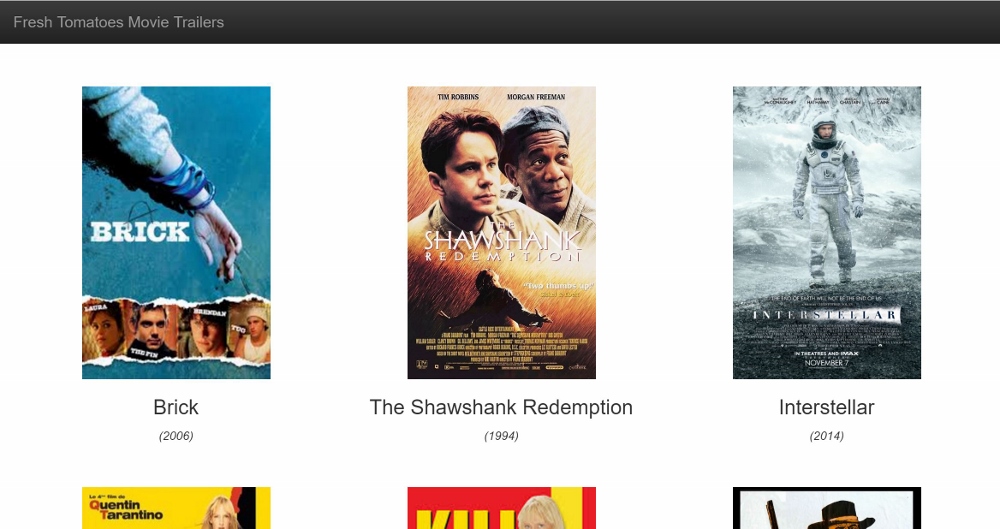 Fresh Tomatoes Movie Trailers
TIM ROBBINS MORGAN FREEMAN
BRICK
THE
SHAWSHANK
REDEMPTION
"Two thumbs up!
LAURA
THE PIN
BRENDAN
TUG
THE END OF EARTH WILL NOT BE THE END OF US
INTERSTELLAR
IN THEATRES AND IMAX
NOVEMBER 7
Brick
The Shawshank Redemption
Interstellar
(2006)
(1994)
(2014)
Le 4ème film de
Quentin
Tarantino
KILL